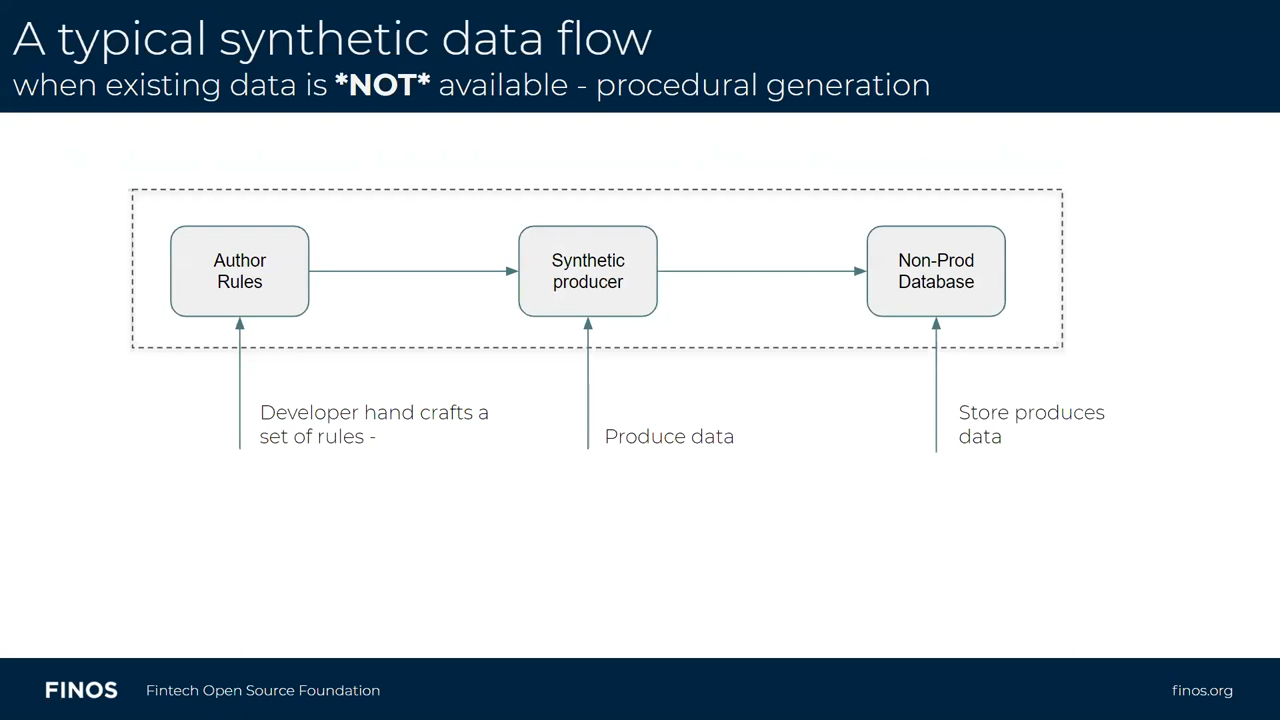 A typical synthetic data flow
when existing data is *NOT* available - procedural generation
Author
Rules
Synthetic
producer
Non-Prod
Database
Developer hand crafts a
set of rules -
Produce data
Store produces
data
FINOS
Fintech Open Source Foundation
finos.org